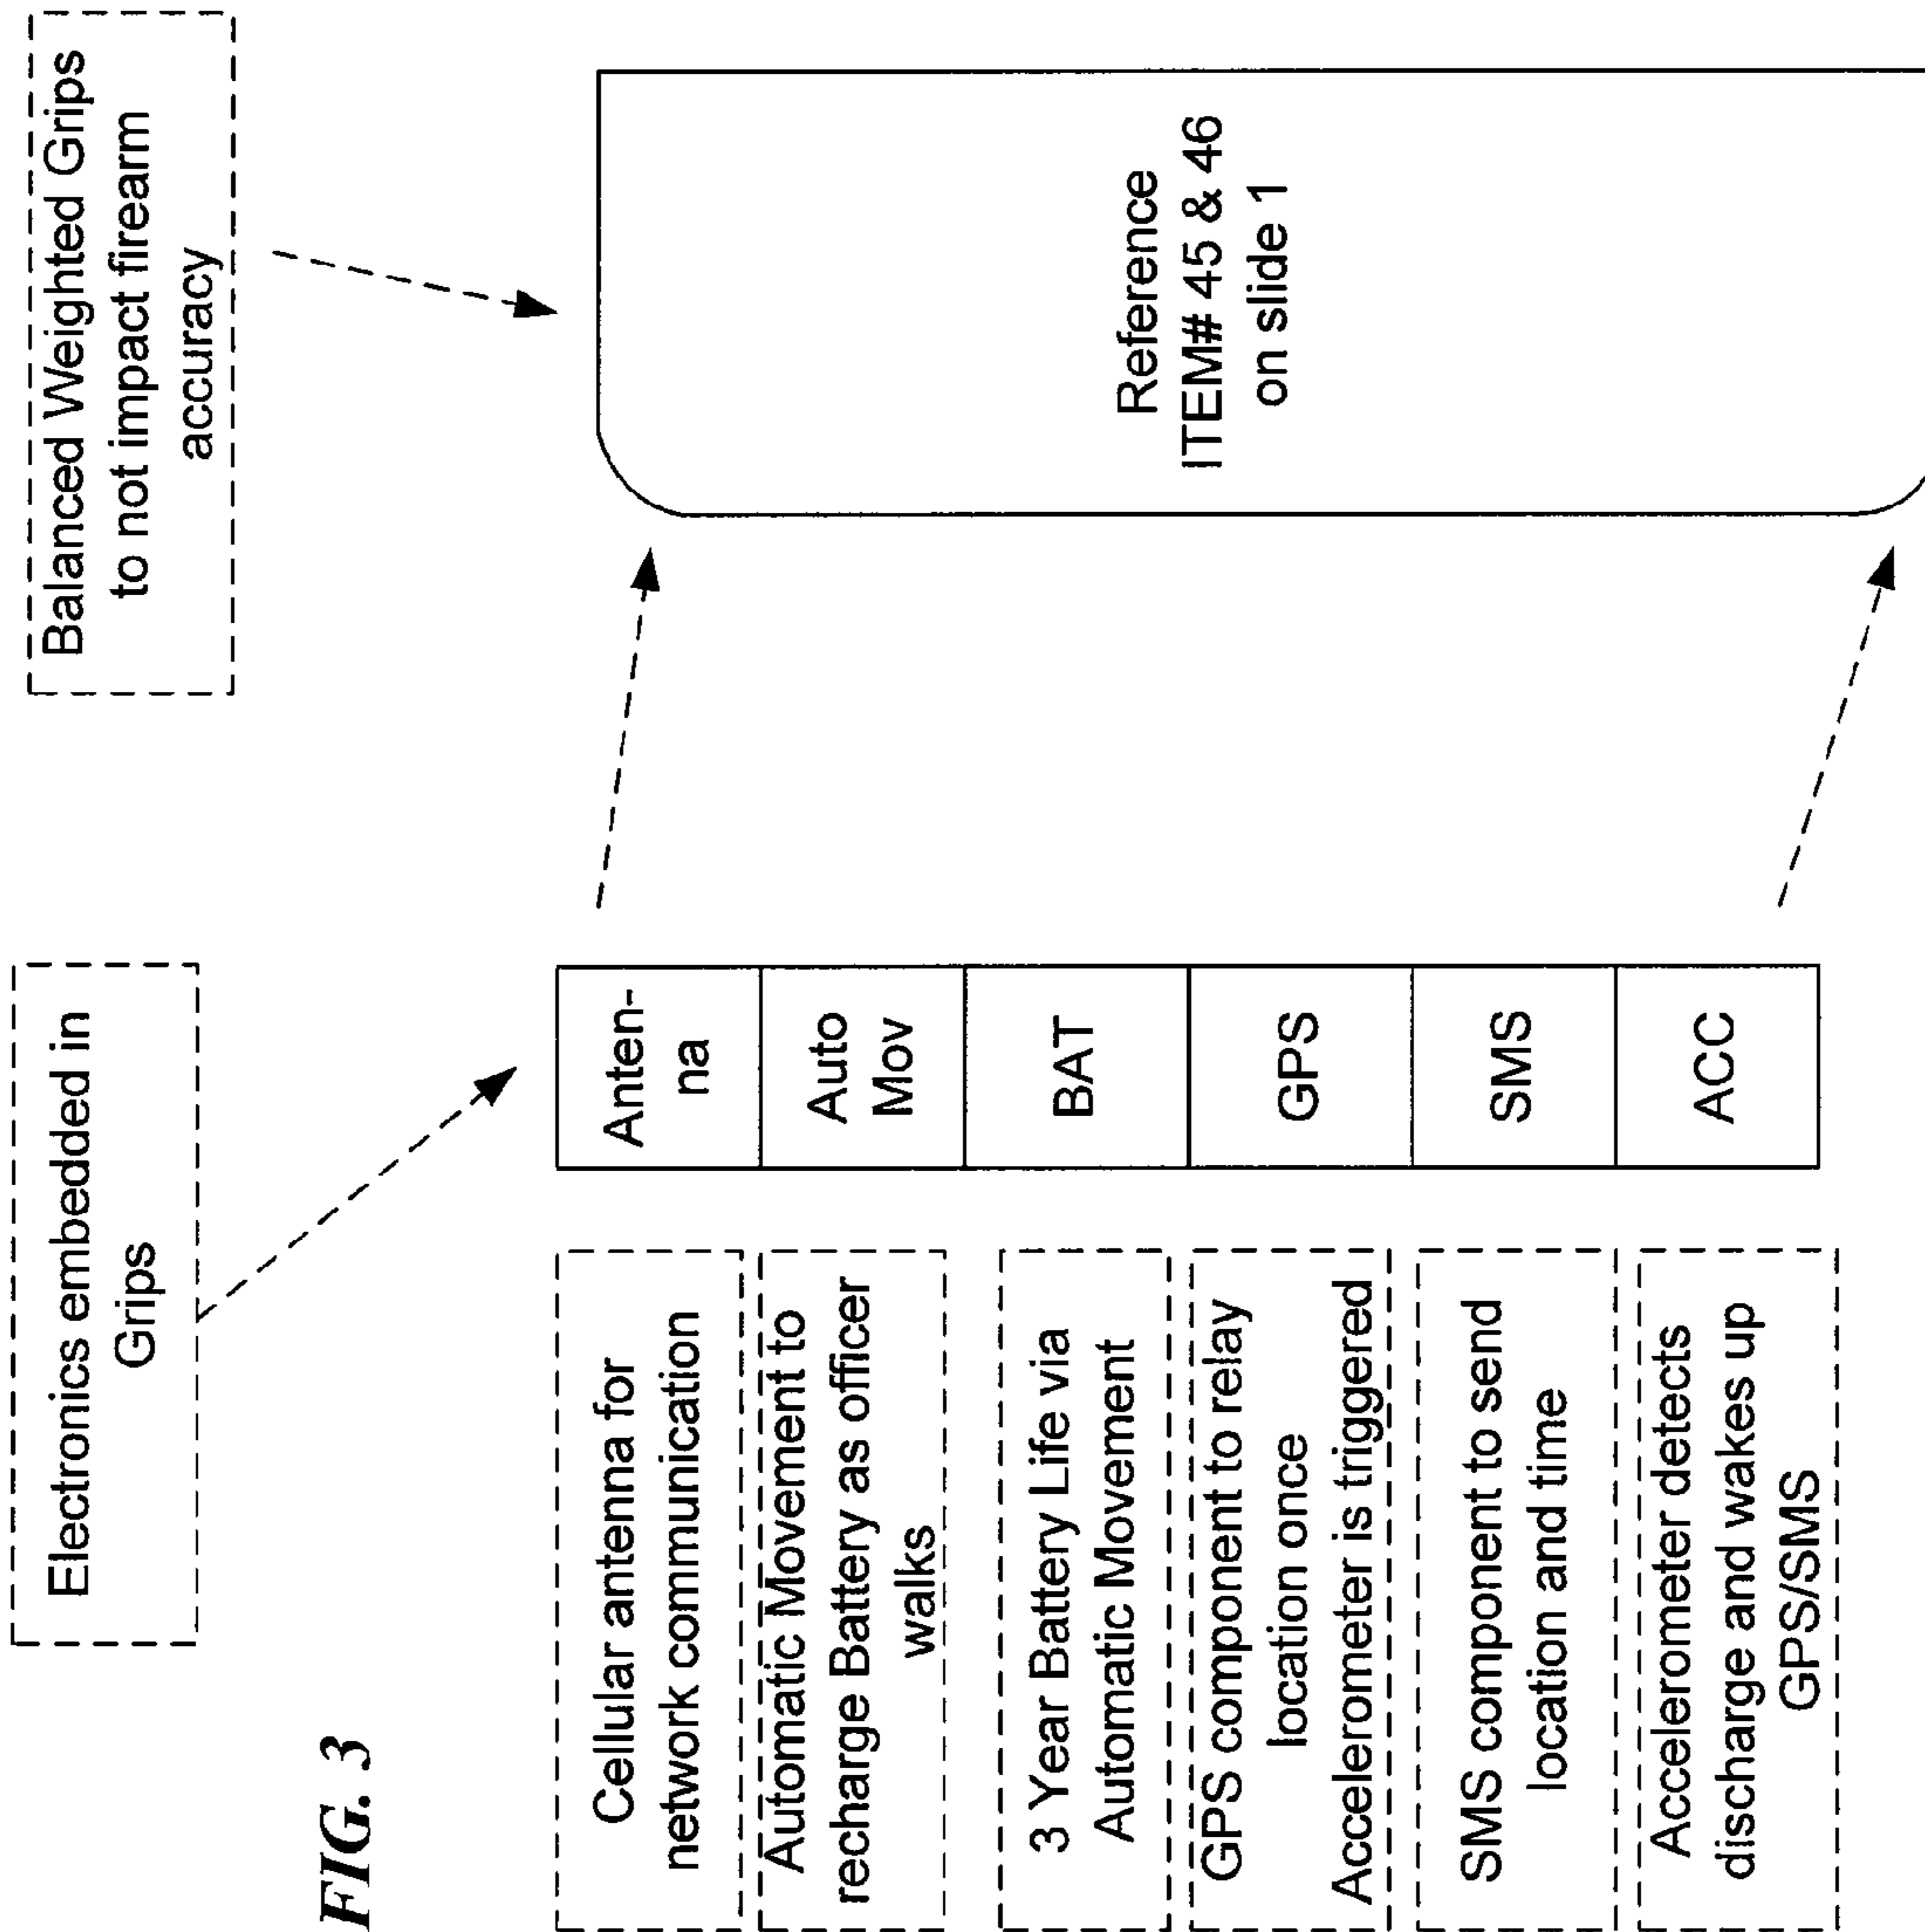 FIG. 3
Electronics embedded in
Grips
Balanced Weighted Grips
to not impact firearm
accuracy
Cellular antenna for
network communication
Anten-
na
Automatic Movement to
recharge Battery as officer
walks
Auto
Mov
3 Year Battery Life via
Automatic Movement
BAT
GPS component to relay
location once
Accelerometer is triggered
GPS
SMS component to send
location and time
SMS
Accelerometer detects
discharge and wakes up
GPS/SMS
ACC
Reference
ITEM# 45 & 46
on slide 1